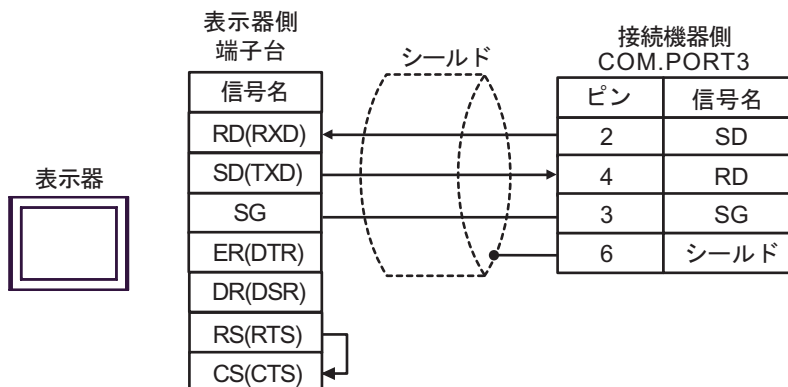 表示器側
端子台
シールド
接続機器側
COM.PORT3
信号名
ピン 信号名
RD(RXD)
2 SD
SD(TXD)
4 RD
表示器
SG
3 SG
ER(DTR)
6 シールド
DR(DSR)
RS(RTS)
CS(CTS)